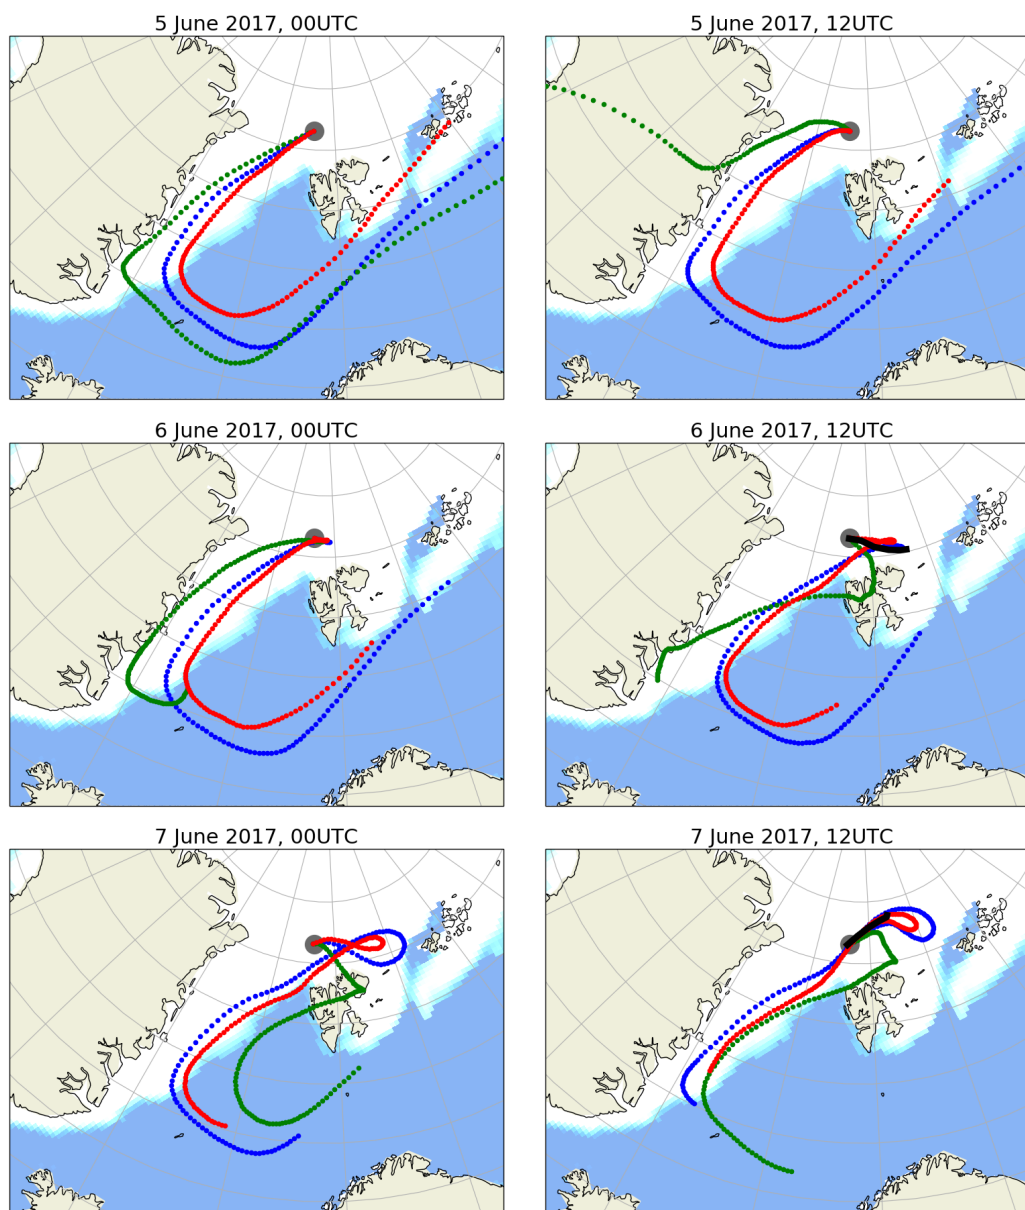 5 June 2017, 00UTC
5 June 2017, 12UTC
6 June 2017, 00UTC
6 June 2017, 12UTC
7 June 2017, 00UTC
7 June 2017, 12UTC